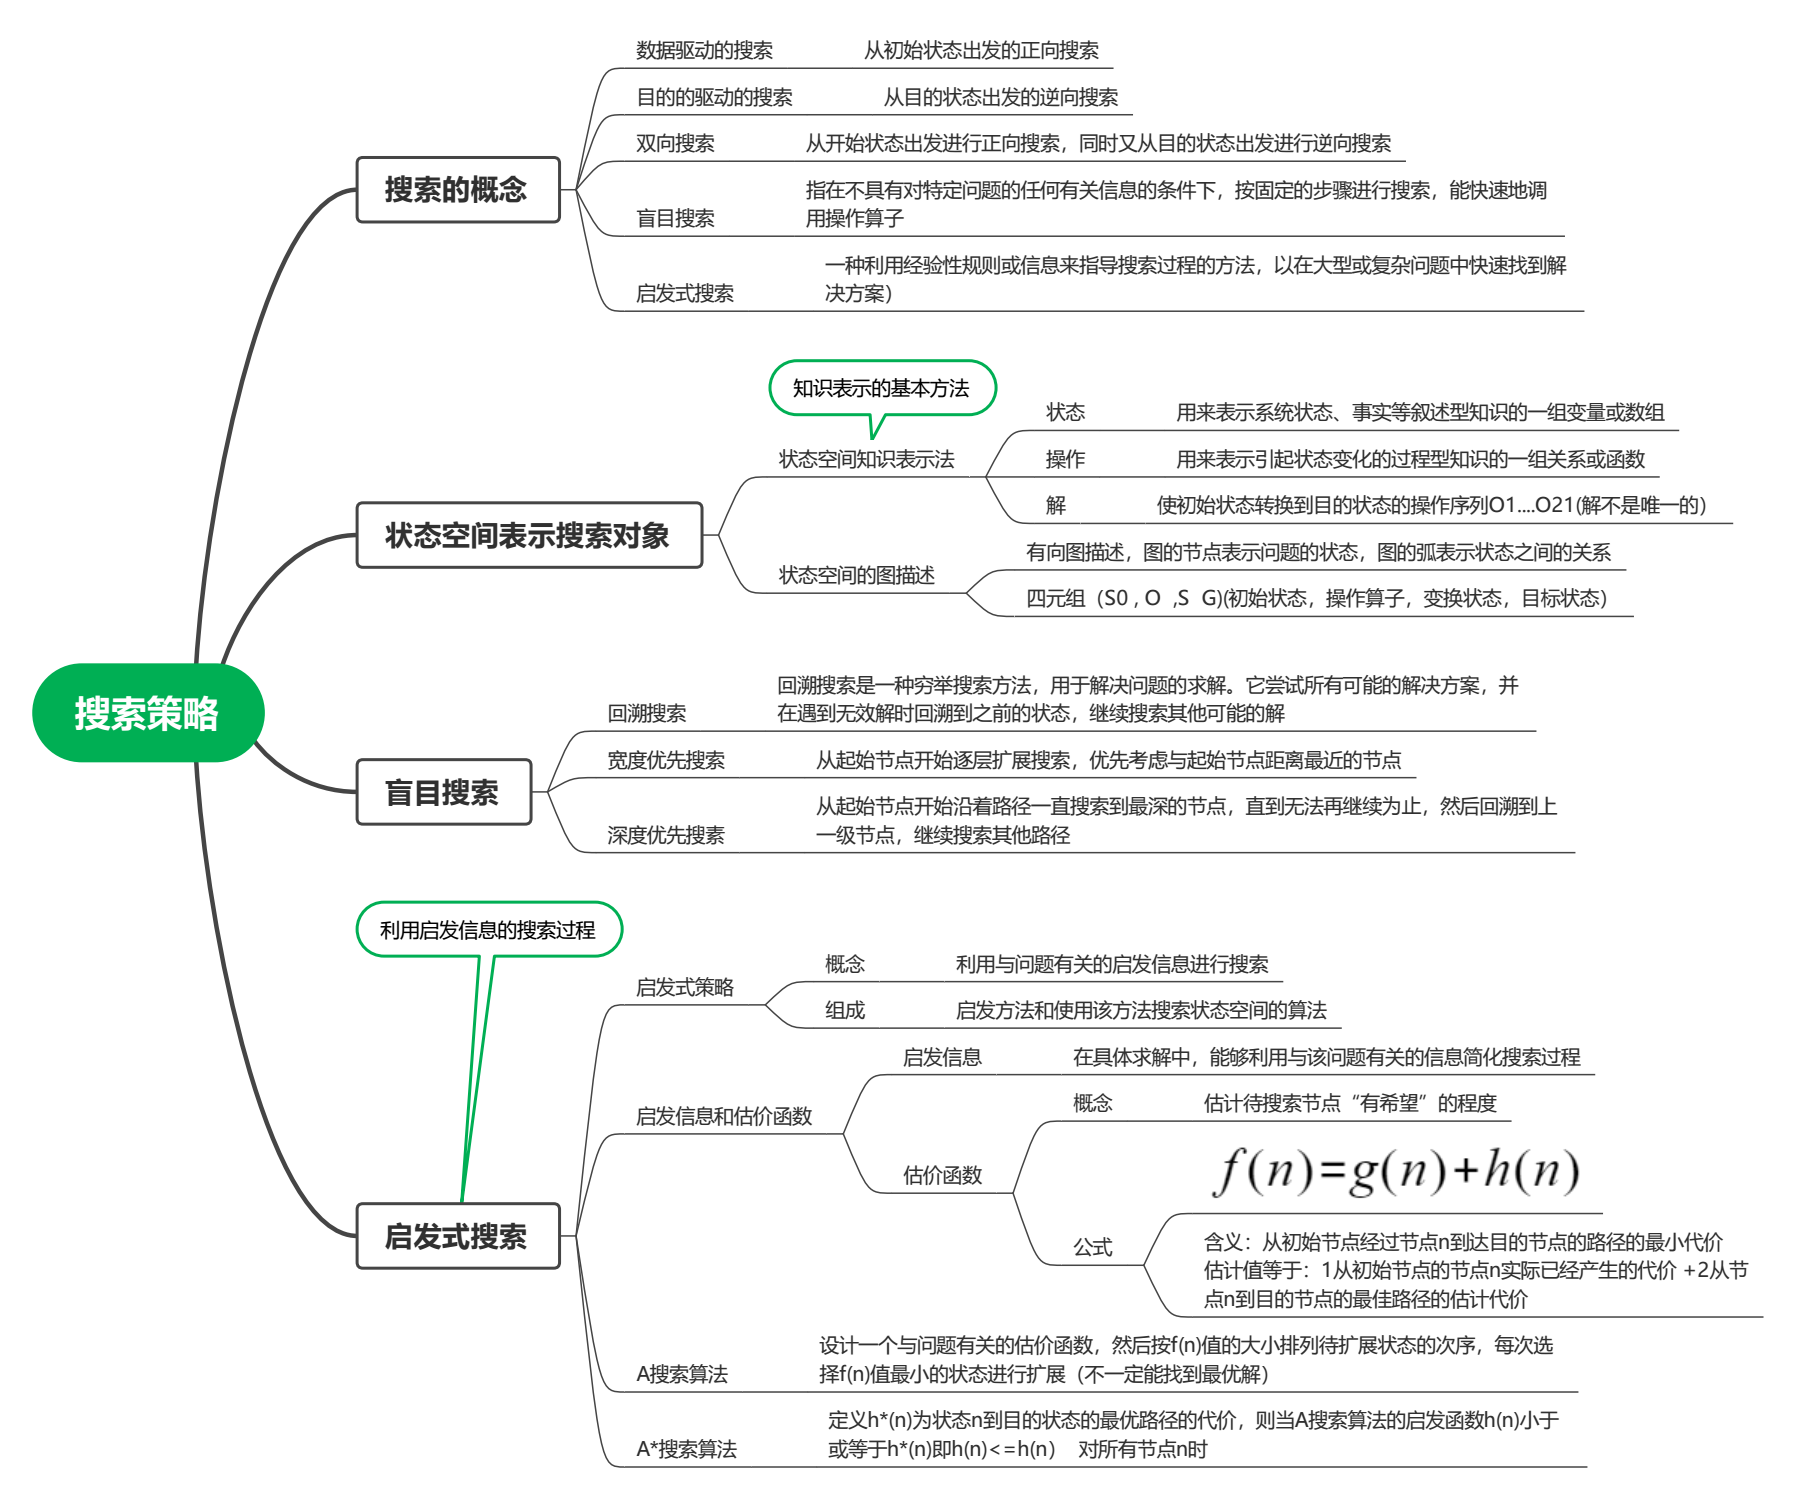 搜索策略
搜索的概念
数据驱动的搜索
从初始状态出发的正向搜索
目的的驱动的搜索
从目的状态出发的逆向搜索
双向搜索
从开始状态出发进行正向搜索，同时又从目的状态出发进行逆向搜索
盲目搜索
指在不具有对特定问题的任何有关信息的条件下，按固定的步骤进行搜索，能快速地调
用操作算子
启发式搜索
一种利用经验性规则或信息来指导搜索过程的方法，以在大型或复杂问题中快速找到解
决方案）
状态空间表示搜索对象
知识表示的基本方法
状态空间知识表示法
状态
用来表示系统状态、事实等叙述型知识的一组变量或数组
操作
用来表示引起状态变化的过程型知识的一组关系或函数
解
使初始状态转换到目的状态的操作序列O1....O21(解不是唯一的）
状态空间的图描述
有向图描述，图的节点表示问题的状态，图的弧表示状态之间的关系
四元组（S0 , O  ,S  G)(初始状态，操作算子，变换状态，目标状态）
盲目搜索
回溯搜索
回溯搜索是一种穷举搜索方法，用于解决问题的求解。它尝试所有可能的解决方案，并
在遇到无效解时回溯到之前的状态，继续搜索其他可能的解
宽度优先搜索
从起始节点开始逐层扩展搜索，优先考虑与起始节点距离最近的节点
深度优先搜素
从起始节点开始沿着路径一直搜索到最深的节点，直到无法再继续为止，然后回溯到上
一级节点，继续搜索其他路径
利用启发信息的搜索过程
启发式搜索
启发式策略
概念
利用与问题有关的启发信息进行搜索
组成
启发方法和使用该方法搜索状态空间的算法
启发信息和估价函数
启发信息
在具体求解中，能够利用与该问题有关的信息简化搜索过程
估价函数
概念
估计待搜索节点“有希望”的程度
公式
f(n)=g(n)+h(n)
含义：从初始节点经过节点n到达目的节点的路径的最小代价
估计值等于：1从初始节点的节点n实际已经产生的代价 +2从节
点n到目的节点的最佳路径的估计代价
A搜索算法
设计一个与问题有关的估价函数，然后按f(n)值的大小排列待扩展状态的次序，每次选
择f(n)值最小的状态进行扩展（不一定能找到最优解）
A*搜索算法
定义h*(n)为状态n到目的状态的最优路径的代价，则当A搜索算法的启发函数h(n)小于
或等于h*(n)即h(n)<=h(n）  对所有节点n时